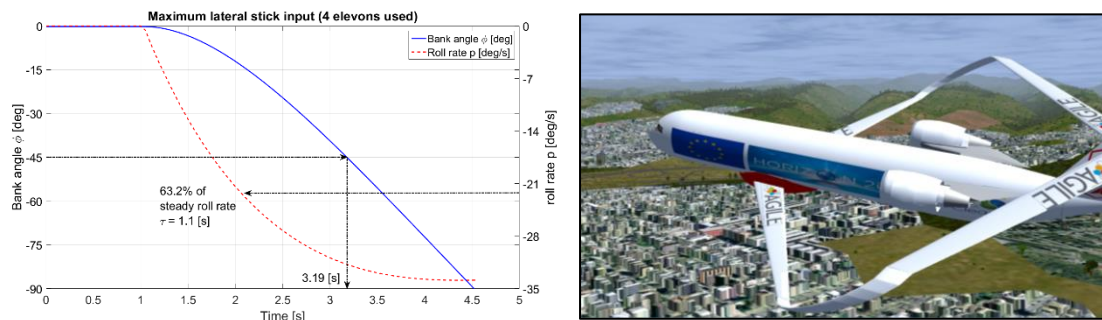 Maximum lateral stick input (4 elevons used)
Bank angle ϕ [deg]
Roll rate p [deg/s]
0
-15
-30
-45
-60
-75
-90
Bank angle ϕ [deg]
0
-7
-14
-21
-28
-35
roll rate p [deg/s]
63.2% of
steady roll rate
τ = 1.1 [s]
3.19 [s]
0 0.5 1 1.5 2 2.5 3 3.5 4 4.5 5
Time [s]
AGILE
AGILE
AGILE